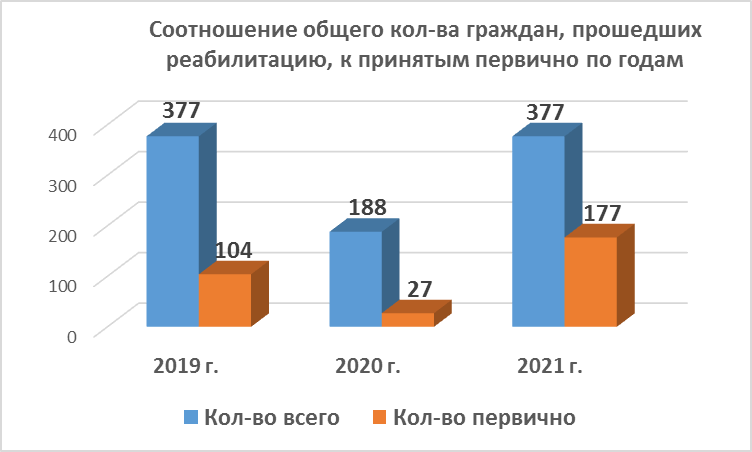 Соотношение общего кол-ва граждан, прошедших
реабилитацию, к принятым первично по годам
377
377
400
300
188
177
200
104
100
27
0
2019 г.
2020 г.
2021 г.
Кол-во всего
Кол-во первично